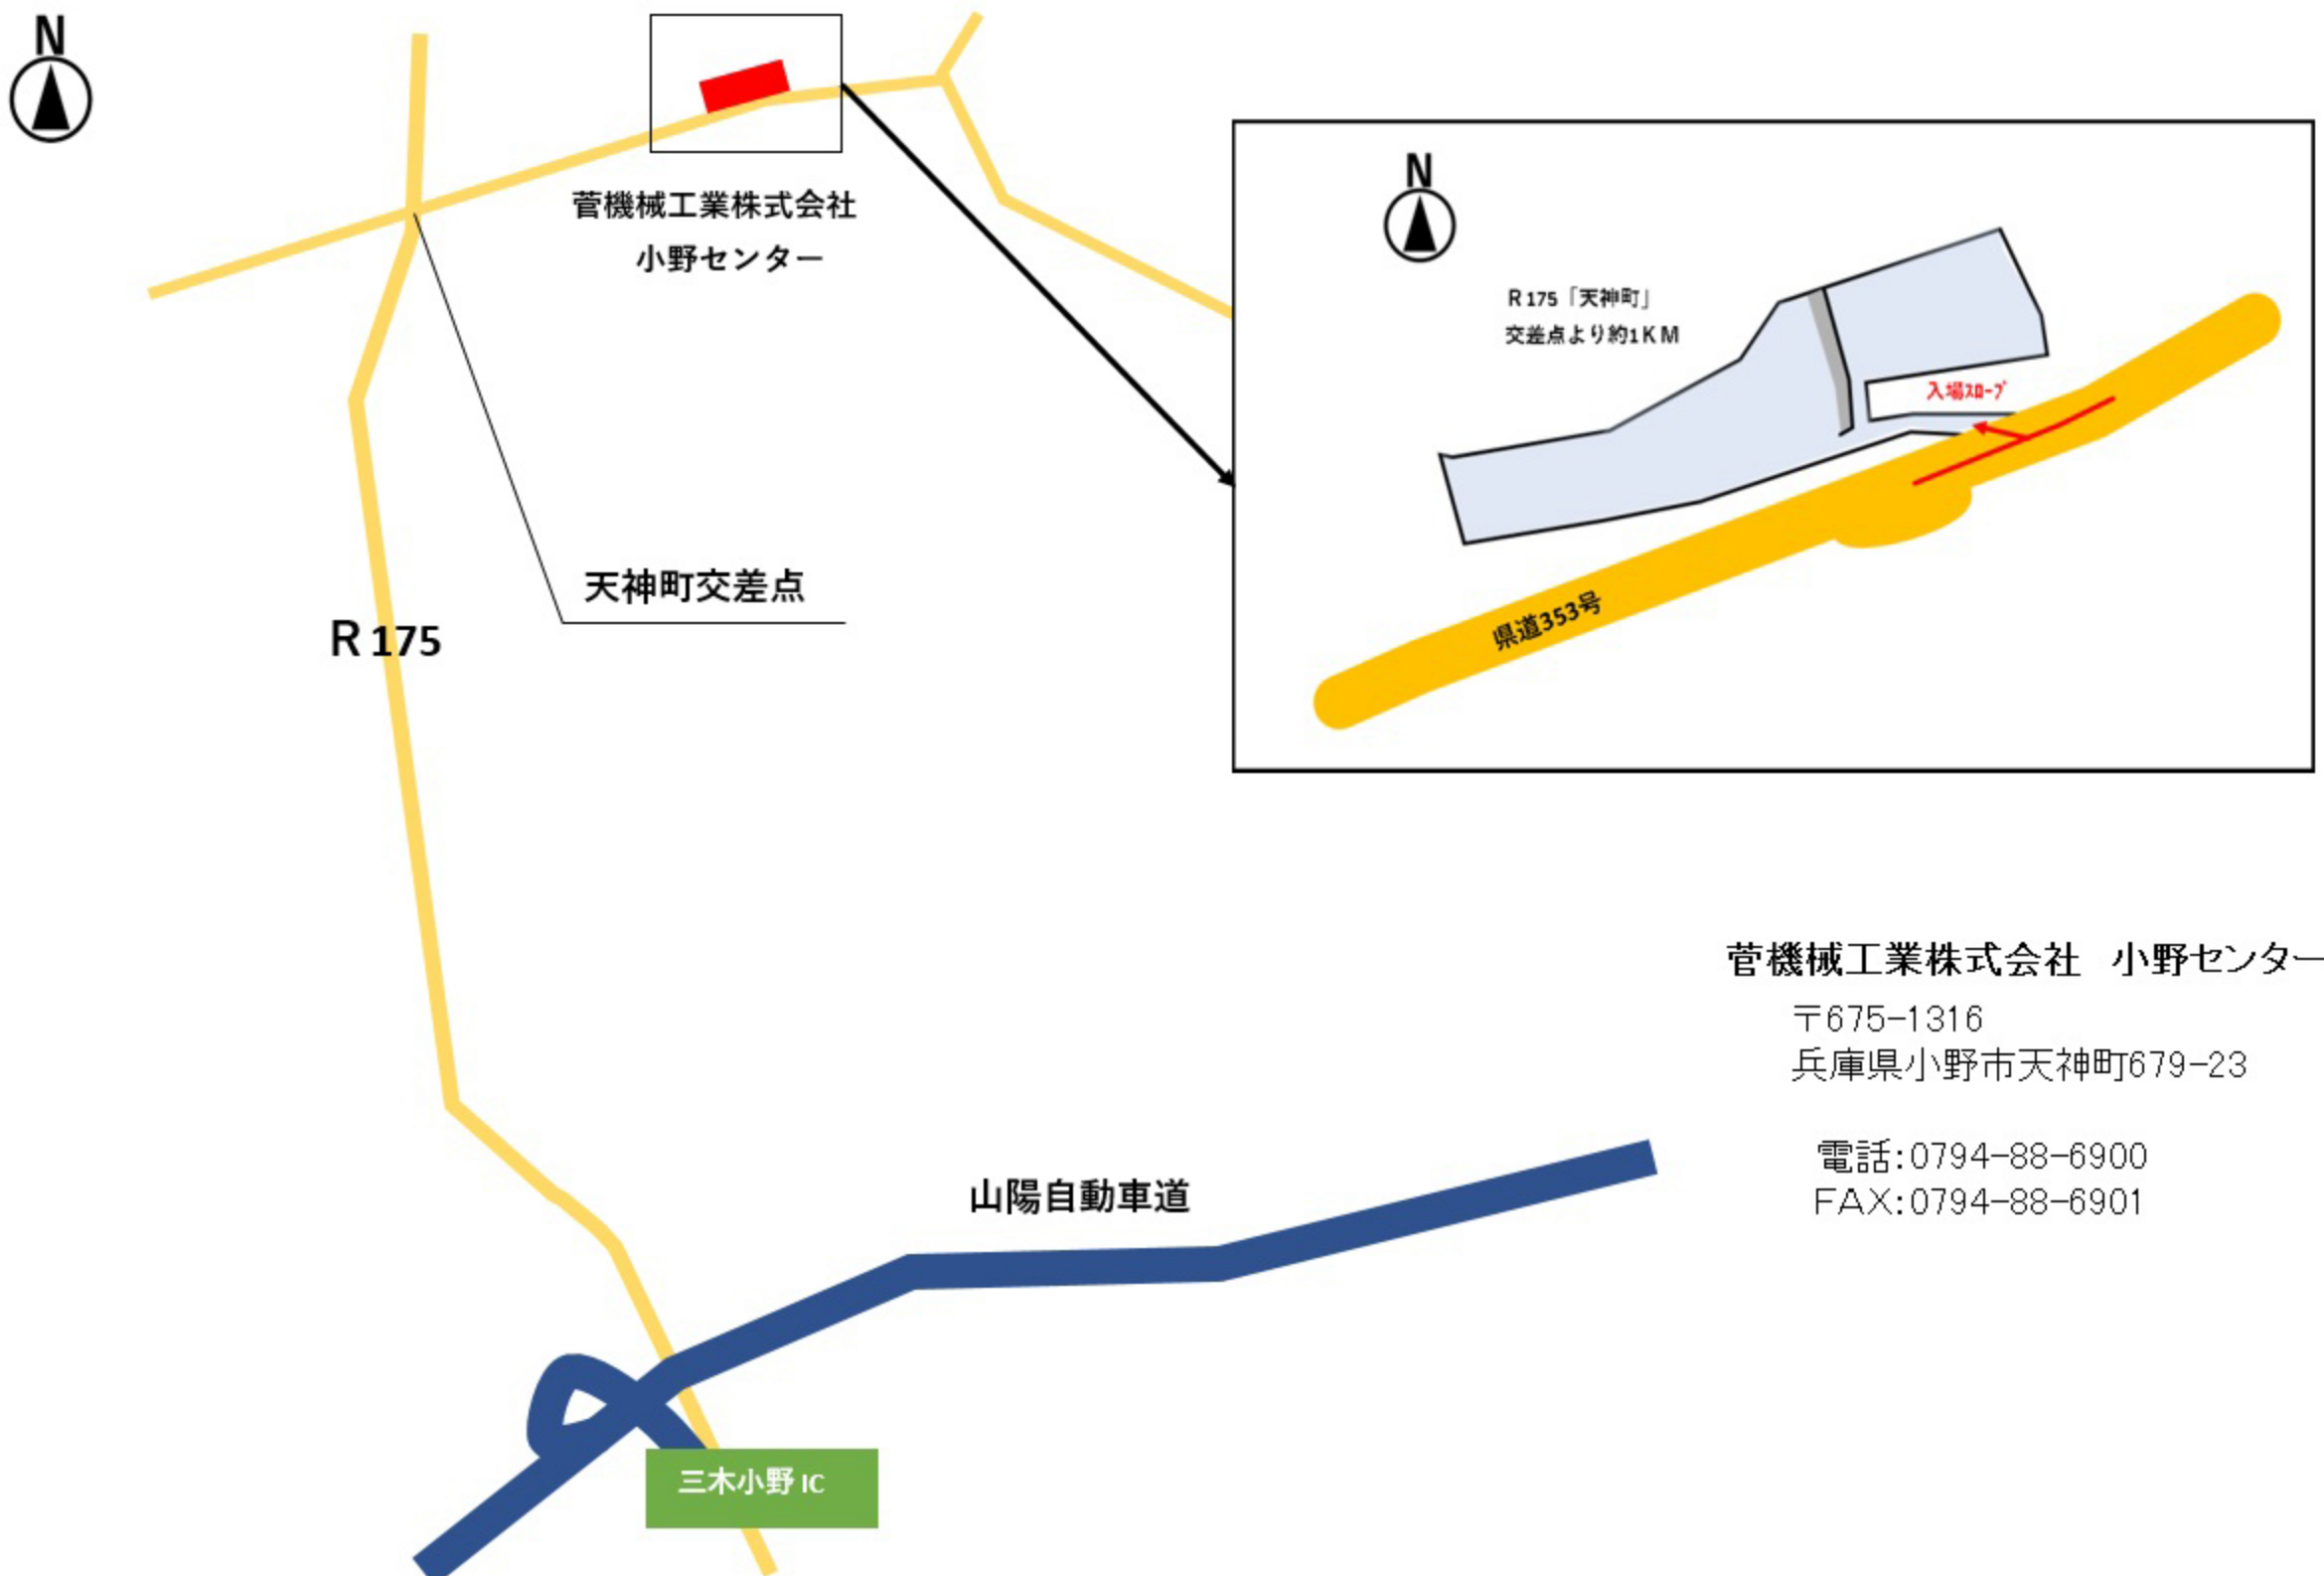 N
菅機械工業株式会社
小野センター
N
R175「天神町」
交差点より約1KM
入場ｽﾛｰﾌﾟ
県道353号
天神町交差点
R175
菅機械工業株式会社 小野センター
〒675-1316
兵庫県小野市天神町679-23
電話:0794-88-6900
FAX:0794-88-6901
山陽自動車道
三木小野IC